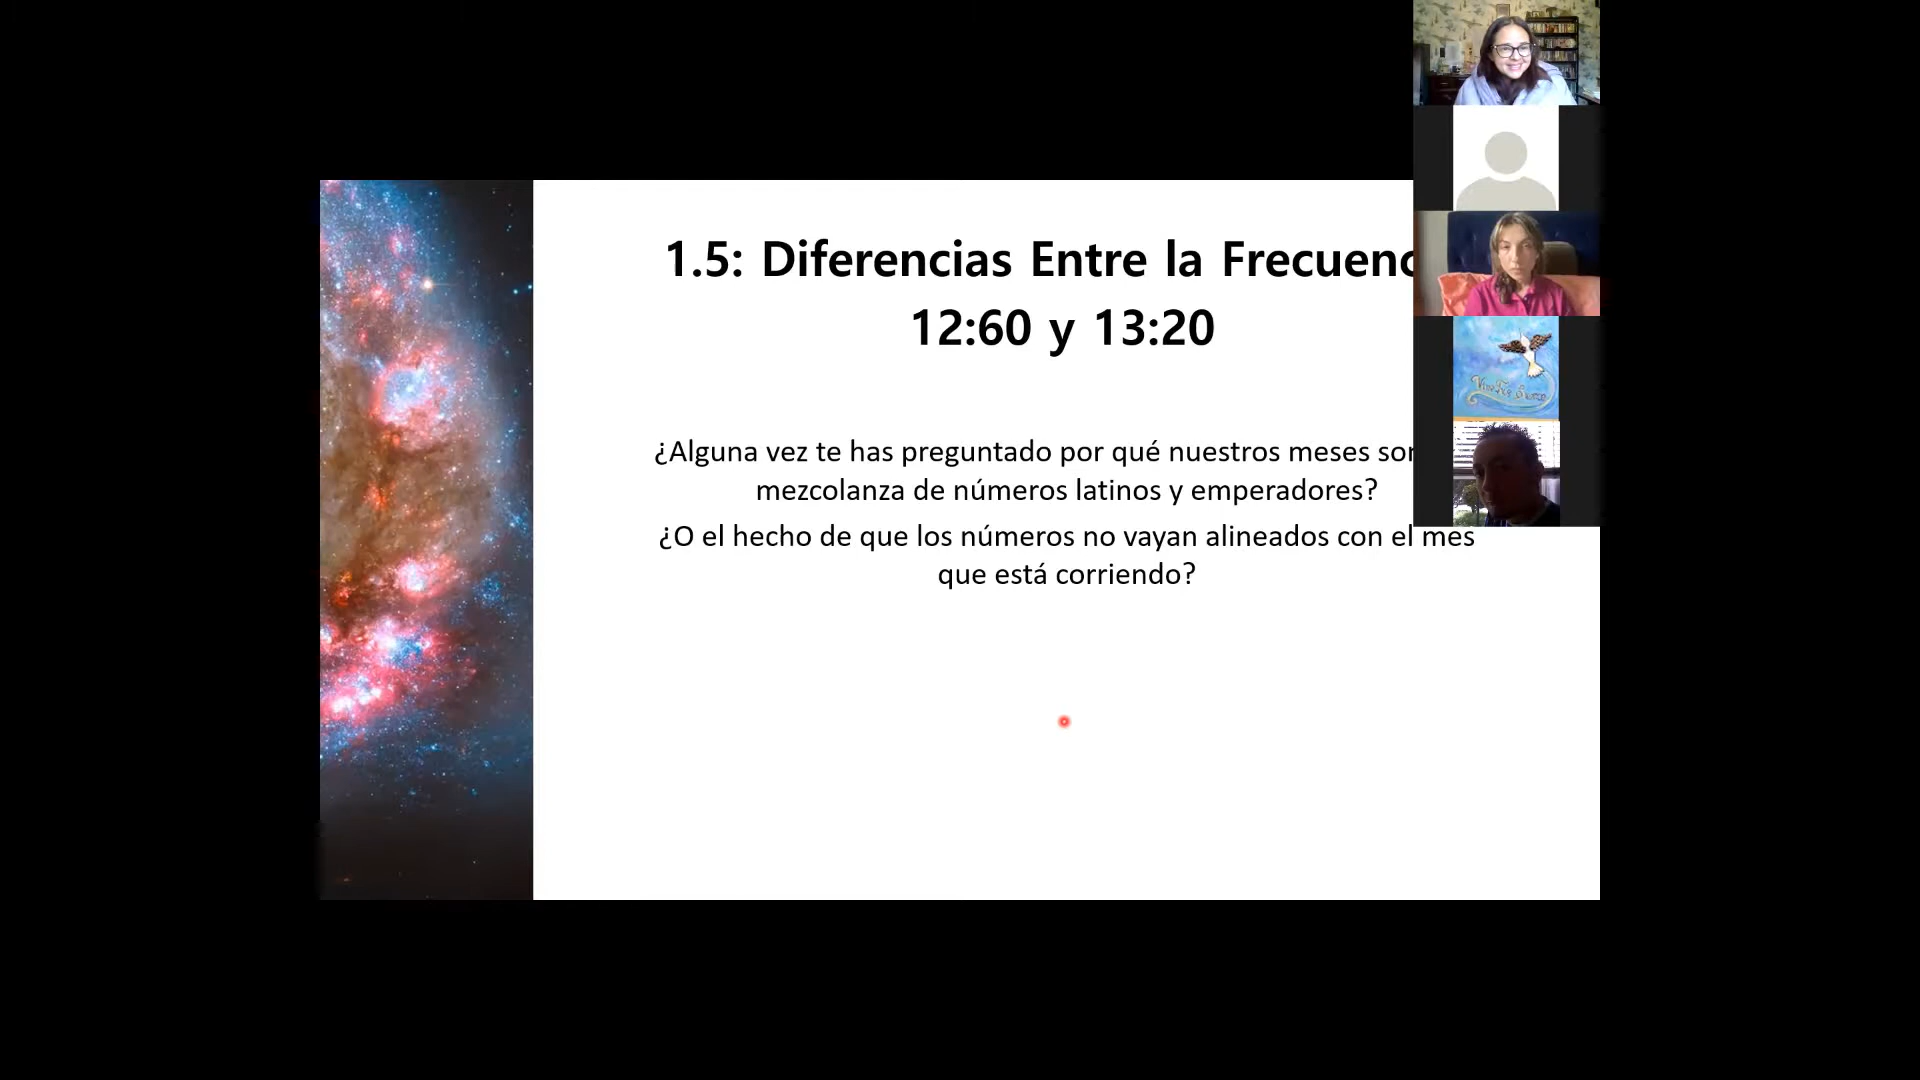 1.5: Diferencias Entre la Frecuenc
12:60 y 13:20
¿Alguna vez te has preguntado por qué nuestros meses son
mezcolanza de números latinos y emperadores?
¿O el hecho de que los números no vayan alineados con el mes
que está corriendo?